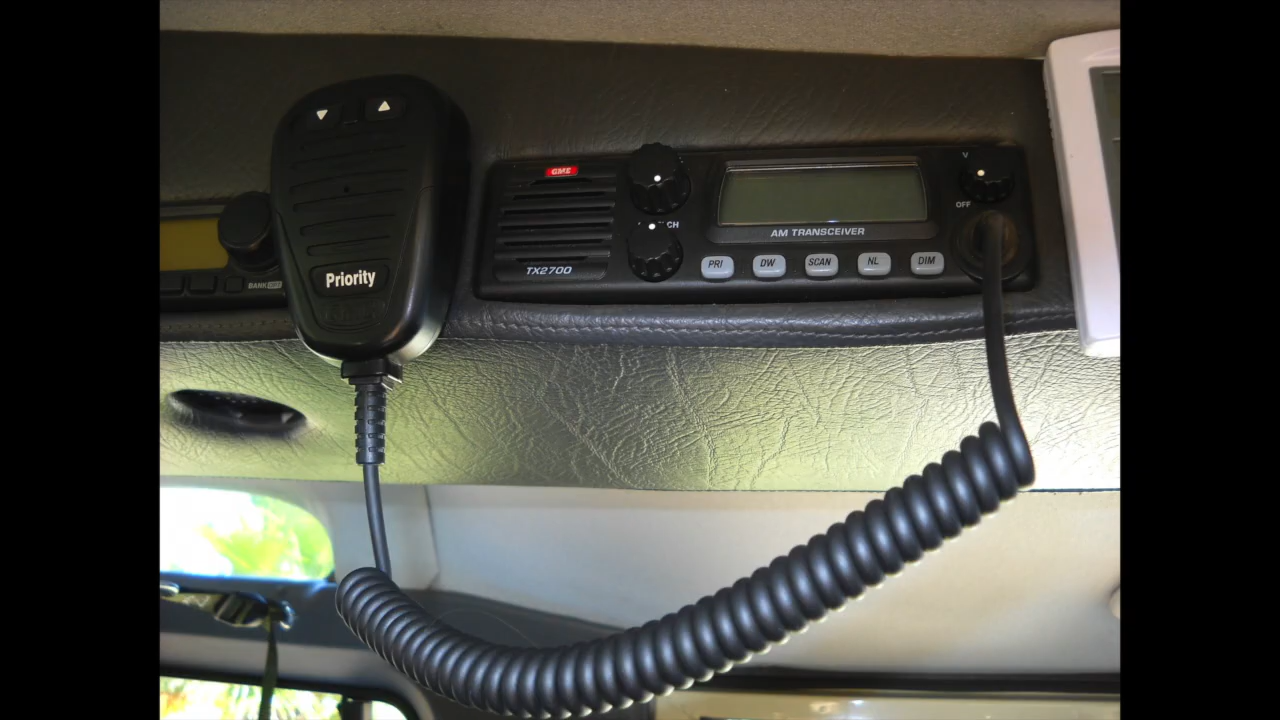 GME
V
OFF
CH
AM TRANSCEIVER
TX2700
PRI
DW
SCAN
NL
DIM
Priority
BANK